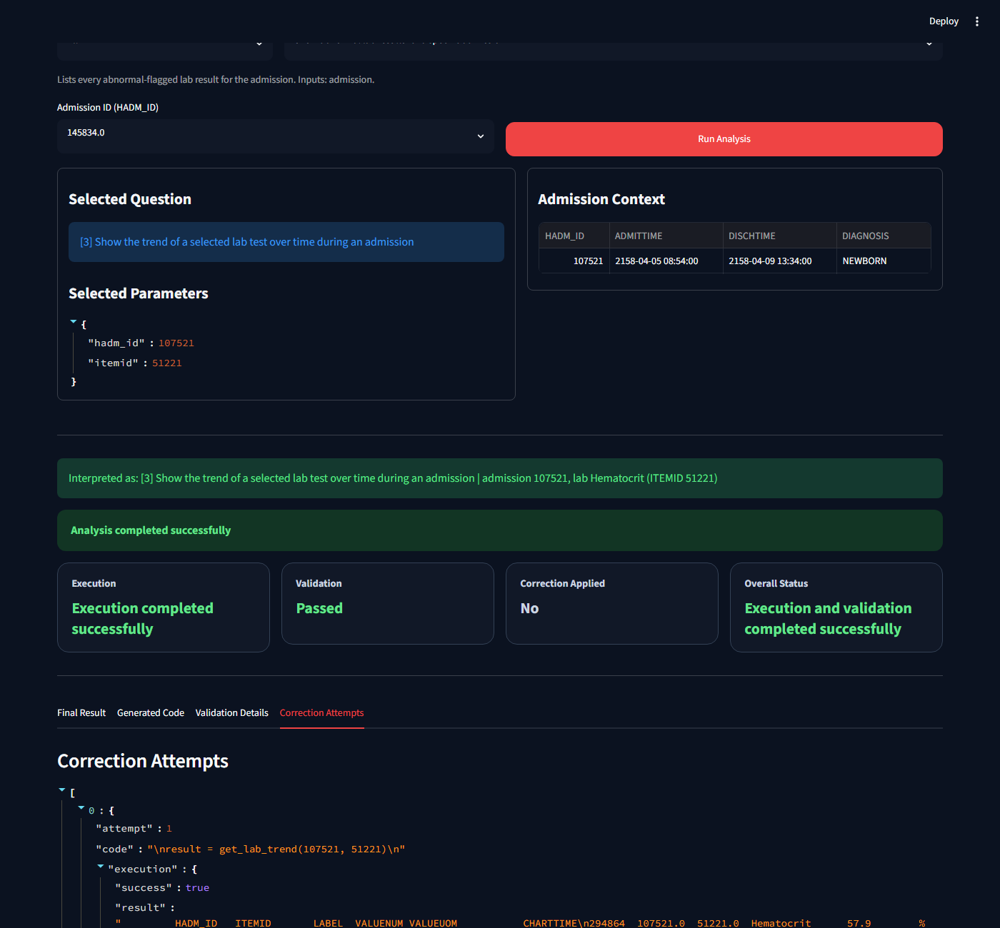 Deploy
Lists every abnormal-flagged lab result for the admission. Inputs: admission.
Admission ID (HADM_ID)
145834.0
Run Analysis
Selected Question
[3] Show the trend of a selected lab test over time during an admission
Selected Parameters
{
"hadm_id" : 107521
"itemid" : 51221
}
Admission Context
HADM_ID ADMITTIME DISCHTIME DIAGNOSIS
107521 2158-04-05 08:54:00 2158-04-09 13:34:00 NEWBORN
Interpreted as: [3] Show the trend of a selected lab test over time during an admission | admission 107521, lab Hematocrit (ITEMID 51221)
Analysis completed successfully
Execution
Execution completed
successfully
Validation
Passed
Correction Applied
No
Overall Status
Execution and validation
completed successfully
Final Result Generated Code Validation Details Correction Attempts
Correction Attempts
[
0 : {
"attempt" : 1
"code" : "\nresult = get_lab_trend(107521, 51221)\n"
"execution" : {
"success" : true
"result" :
" HADM_ID ITEMID LABEL VALUENUM VALUEUOM CHARTTIME\n294864 107521.0 51221.0 Hematocrit 57.9 %